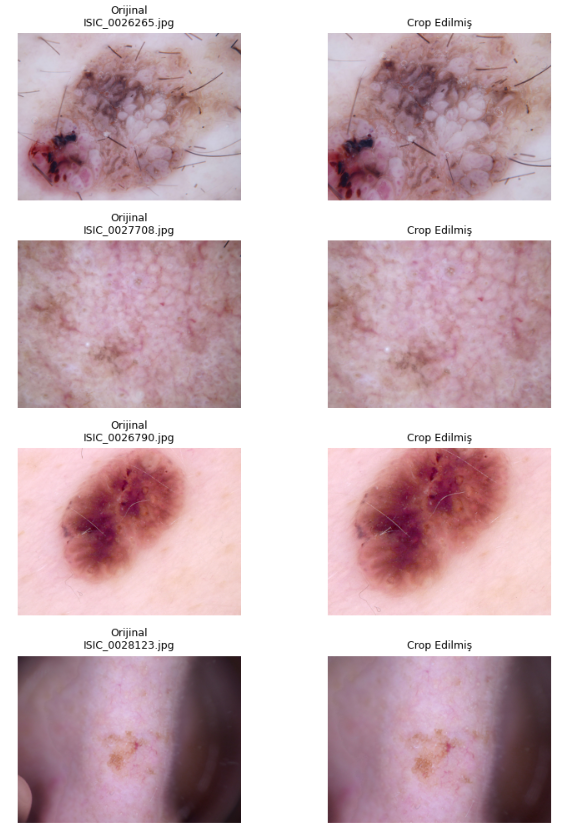 Orijinal
ISIC_0026265.jpg
Crop Edilmiş
Orijinal
ISIC_0027708.jpg
Crop Edilmiş
Orijinal
ISIC_0026790.jpg
Crop Edilmiş
Orijinal
ISIC_0028123.jpg
Crop Edilmiş